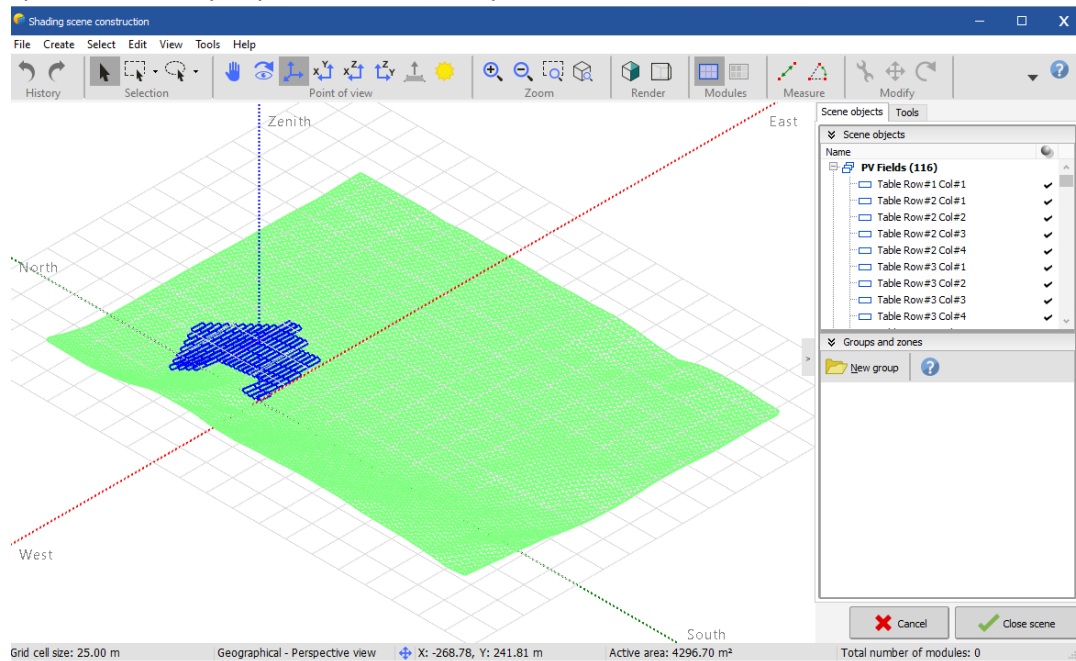 Shading scene construction
File Create Select Edit View Tools Help
History Selection Point of view Zoom Render Modules Measure Modify
Scene objects Tools
Scene objects
Name
PV Fields (116)
Table Row#1 Col#1
Table Row#2 Col#1
Table Row#2 Col#2
Table Row#2 Col#3
Table Row#2 Col#4
Table Row#3 Col#1
Table Row#3 Col#2
Table Row#3 Col#3
Table Row#3 Col#4
Groups and zones
New group
Zenith
East
North
West
South
Cancel Close scene
Grid cell size: 25.00 m Geographical - Perspective view X: -268.78, Y: 241.81 m Active area: 4296.70 m² Total number of modules: 0